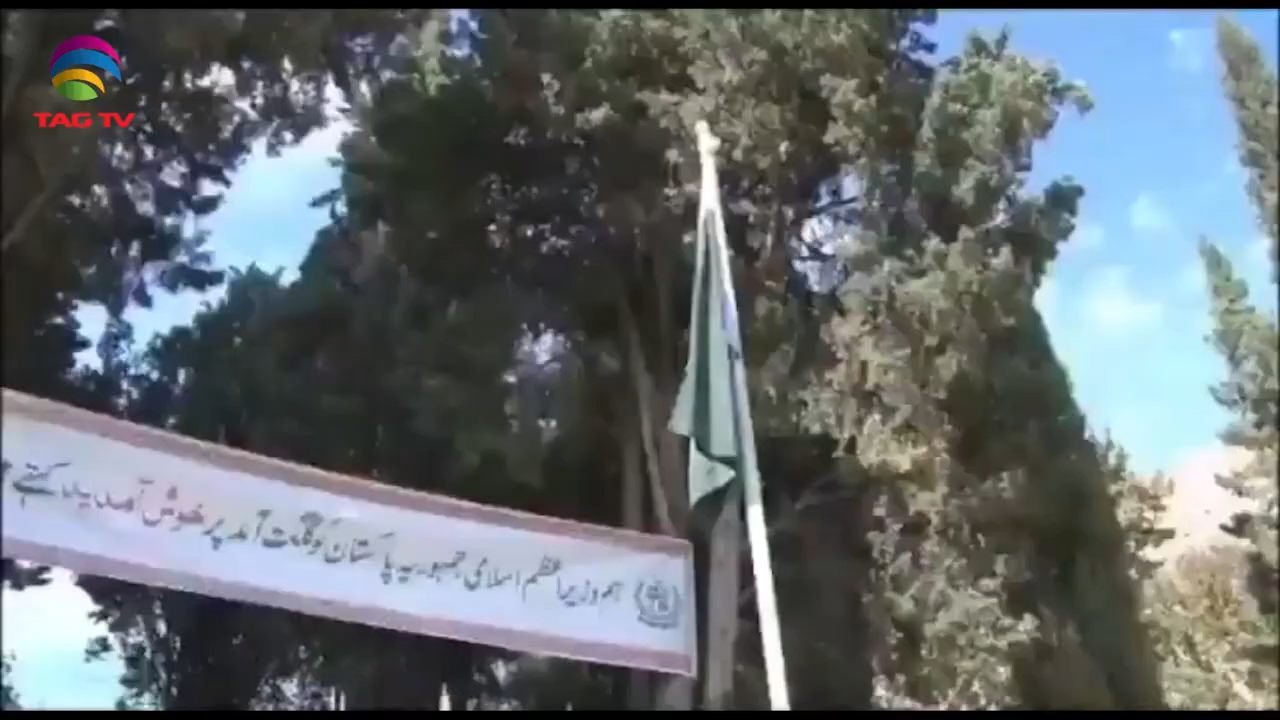 TAG TV
ہم وزیراعظم اسلامی جمہوریہ پاکستان کو قلات آمد پر خوش آمدید کہتے